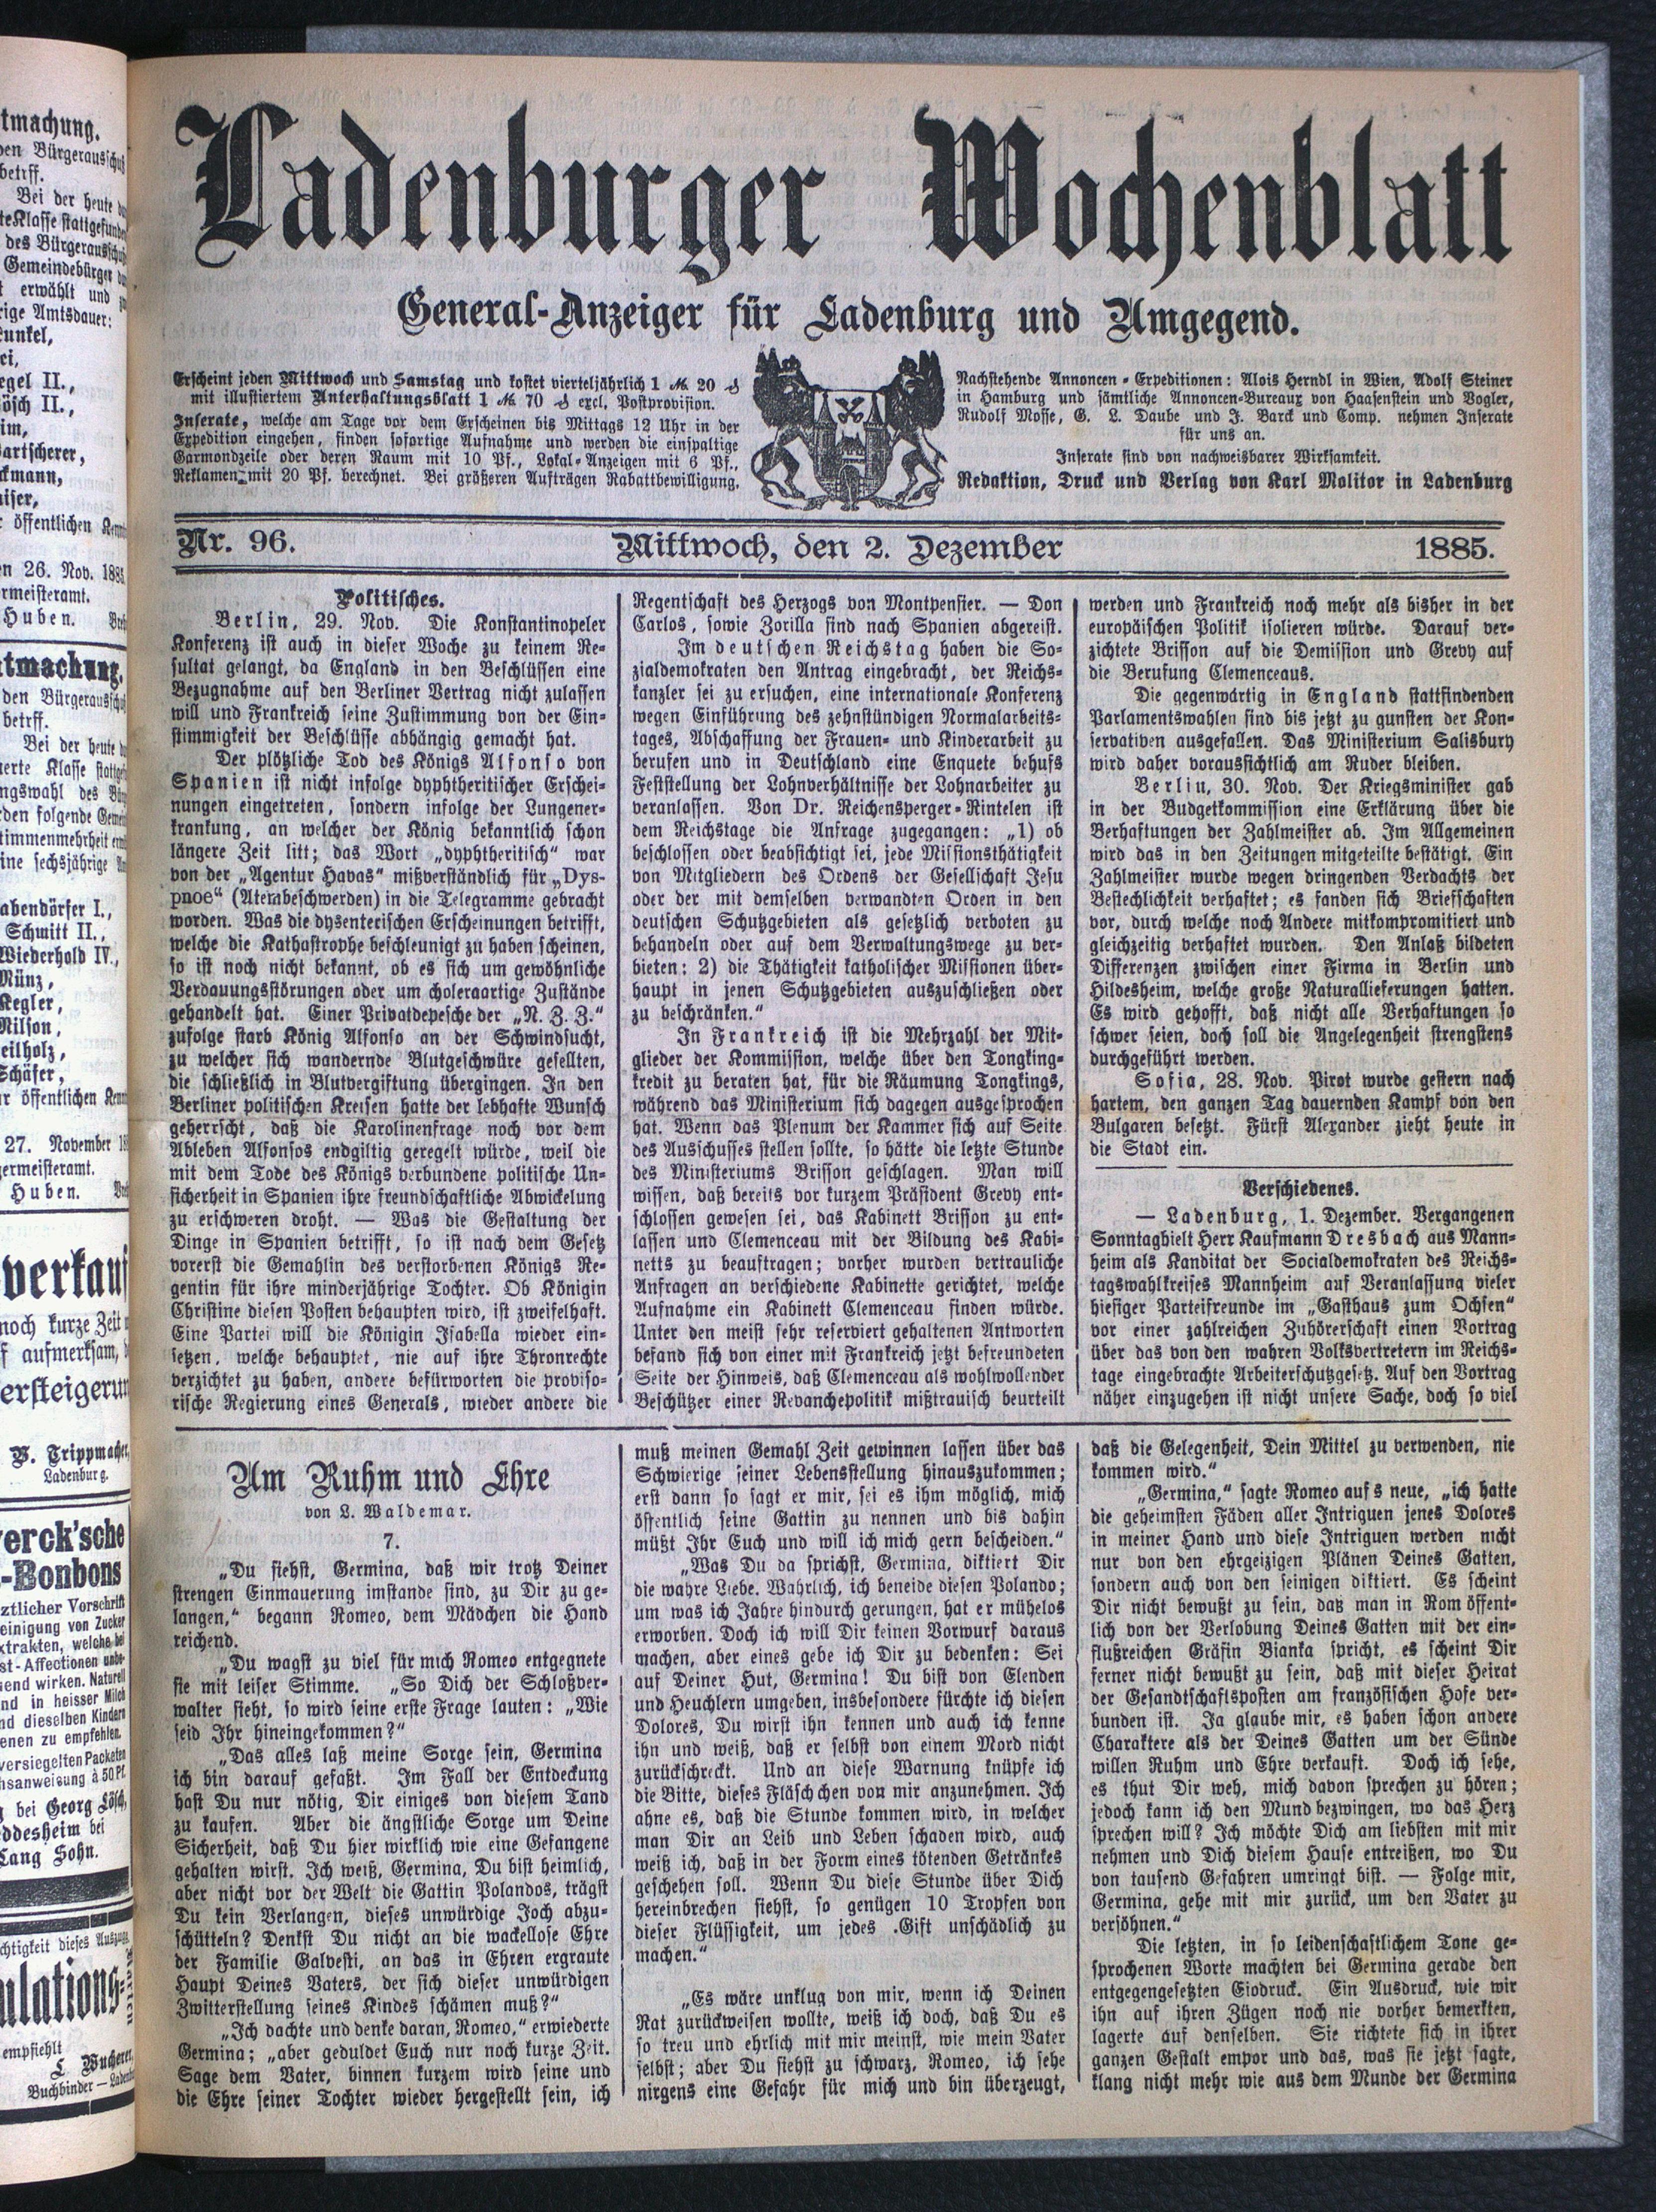 Ladenburger Wochenblatt
General-Anzeiger für Ladenburg und Umgegend.
Erscheint jeden Mittwoch und Samstag und kostet vierteljährlich 1 ℳ 20 ₰
mit illustriertem Unterhaltungsblatt 1 ℳ 70 ₰ excl. Postprovision.
Inserate, welche am Tage vor dem Erscheinen bis Mittags 12 Uhr in der
Expedition eingehen, finden sofortige Aufnahme und werden die einspaltige
Garmondzeile oder deren Raum mit 10 Pf., Lokal-Anzeigen mit 6 Pf.,
Reklamen mit 20 Pf. berechnet. Bei größeren Aufträgen Rabattbewilligung.
Nachstehende Annoncen-Expeditionen: Alois Herndl in Wien, Adolf Steiner
in Hamburg und sämtliche Annoncen-Bureaux von Haasenstein und Vogler,
Rudolf Mosse, G. L. Daube und J. Barck und Comp. nehmen Inserate
für uns an.
Inserate sind von nachweisbarer Wirksamkeit.
Redaktion, Druck und Verlag von Karl Molitor in Ladenburg
Nr. 96. Mittwoch, den 2. Dezember 1885.
Politisches.
Berlin, 29. Nov. Die Konstantinopeler
Konferenz ist auch in dieser Woche zu keinem Re-
sultat gelangt, da England in den Beschlüssen eine
Bezugnahme auf den Berliner Vertrag nicht zulassen
will und Frankreich seine Zustimmung von der Ein-
stimmigkeit der Beschlüsse abhängig gemacht hat.
Der plötzliche Tod des Königs Alfonso von
Spanien ist nicht infolge dyphtheritischer Erschei-
nungen eingetreten, sondern infolge der Lungener-
krankung, an welcher der König bekanntlich schon
längere Zeit litt; das Wort „dyphtheritisch“ war
von der „Agentur Havas“ mißverständlich für „Dys-
pnoe“ (Atembeschwerden) in die Telegramme gebracht
worden. Was die dysenterischen Erscheinungen betrifft,
welche die Kathastrophe beschleunigt zu haben scheinen,
so ist noch nicht bekannt, ob es sich um gewöhnliche
Verdauungsstörungen oder um choleraartige Zustände
gehandelt hat. Einer Privatdepesche der „N. Z. Z.“
zufolge starb König Alfonso an der Schwindsucht,
zu welcher sich wandernde Blutgeschwüre gesellten,
die schließlich in Blutvergiftung übergingen. In den
Berliner politischen Kreisen hatte der lebhafte Wunsch
geherrscht, daß die Karolinenfrage noch vor dem
Ableben Alfonsos endgiltig geregelt würde, weil die
mit dem Tode des Königs verbundene politische Un-
sicherheit in Spanien ihre freundschaftliche Abwickelung
zu erschweren droht. — Was die Gestaltung der
Dinge in Spanien betrifft, so ist nach dem Gesetz
vorerst die Gemahlin des verstorbenen Königs Re-
gentin für ihre minderjährige Tochter. Ob Königin
Christine diesen Posten behaupten wird, ist zweifelhaft.
Eine Partei will die Königin Isabella wieder ein-
setzen, welche behauptet, nie auf ihre Thronrechte
verzichtet zu haben, andere befürworten die proviso-
rische Regierung eines Generals, wieder andere die
Regentschaft des Herzogs von Montpensier. — Don
Carlos, sowie Zorilla sind nach Spanien abgereist.
Im deutschen Reichstag haben die So-
zialdemokraten den Antrag eingebracht, der Reichs-
kanzler sei zu ersuchen, eine internationale Konferenz
wegen Einführung des zehnstündigen Normalarbeits-
tages, Abschaffung der Frauen- und Kinderarbeit zu
berufen und in Deutschland eine Enquete behufs
Feststellung der Lohnverhältnisse der Lohnarbeiter zu
veranlassen. Von Dr. Reichensperger-Rintelen ist
dem Reichstage die Anfrage zugegangen: „1) ob
beschlossen oder beabsichtigt sei, jede Missionsthätigkeit
von Mitgliedern des Ordens der Gesellschaft Jesu
oder der mit demselben verwandten Orden in den
deutschen Schutzgebieten als gesetzlich verboten zu
behandeln oder auf dem Verwaltungswege zu ver-
bieten: 2) die Thätigkeit katholischer Missionen über-
haupt in jenen Schutzgebieten auszuschließen oder
zu beschränken.“
In Frankreich ist die Mehrzahl der Mit-
glieder der Kommission, welche über den Tongking-
kredit zu beraten hat, für die Räumung Tongkings,
während das Ministerium sich dagegen ausgesprochen
hat. Wenn das Plenum der Kammer sich auf Seite
des Ausschusses stellen sollte, so hätte die letzte Stunde
des Ministeriums Brisson geschlagen. Man will
wissen, daß bereits vor kurzem Präsident Grevy ent-
schlossen gewesen sei, das Kabinett Brisson zu ent-
lassen und Clemenceau mit der Bildung des Kabi-
netts zu beauftragen; vorher wurden vertrauliche
Anfragen an verschiedene Kabinette gerichtet, welche
Aufnahme ein Kabinett Clemenceau finden würde.
Unter den meist sehr reserviert gehaltenen Antworten
befand sich von einer mit Frankreich jetzt befreundeten
Seite der Hinweis, daß Clemenceau als wohlwollender
Beschützer einer Revanchepolitik mißtrauisch beurteilt
werden und Frankreich noch mehr als bisher in der
europäischen Politik isolieren würde. Darauf ver-
zichtete Brisson auf die Demission und Grevy auf
die Berufung Clemenceaus.
Die gegenwärtig in England stattfindenden
Parlamentswahlen sind bis jetzt zu gunsten der Kon-
servativen ausgefallen. Das Ministerium Salisbury
wird daher voraussichtlich am Ruder bleiben.
Berlin, 30. Nov. Der Kriegsminister gab
in der Budgetkommission eine Erklärung über die
Verhaftungen der Zahlmeister ab. Im Allgemeinen
wird das in den Zeitungen mitgeteilte bestätigt. Ein
Zahlmeister wurde wegen dringenden Verdachts der
Bestechlichkeit verhaftet; es fanden sich Briefschaften
vor, durch welche noch Andere mitkompromitiert und
gleichzeitig verhaftet wurden. Den Anlaß bildeten
Differenzen zwischen einer Firma in Berlin und
Hildesheim, welche große Naturallieferungen hatten.
Es wird gehofft, daß nicht alle Verhaftungen so
schwer seien, doch soll die Angelegenheit strengstens
durchgeführt werden.
Sofia, 28. Nov. Pirot wurde gestern nach
hartem, den ganzen Tag dauernden Kampf von den
Bulgaren besetzt. Fürst Alexander zieht heute in
die Stadt ein.
Verschiedenes.
— Ladenburg, 1. Dezember. Vergangenen
Sonntag hielt Herr Kaufmann Dresbach aus Mann-
heim als Kanditat der Socialdemokraten des Reichs-
tagswahlkreises Mannheim auf Veranlassung vieler
hiesiger Parteifreunde im „Gasthaus zum Ochsen“
vor einer zahlreichen Zuhörerschaft einen Vortrag
über das von den wahren Volksvertretern im Reichs-
tage eingebrachte Arbeiterschutzgesetz. Auf den Vortrag
näher einzugehen ist nicht unsere Sache, doch so viel
Um Ruhm und Ehre
von L. Waldemar.
7.
„Du siehst, Germina, daß wir trotz Deiner
strengen Einmauerung imstande sind, zu Dir zu ge-
langen,“ begann Romeo, dem Mädchen die Hand
reichend.
„Du wagst zu viel für mich Romeo entgegnete
sie mit leiser Stimme. „So Dich der Schloßver-
walter sieht, so wird seine erste Frage lauten: „Wie
seid Ihr hineingekommen?“
„Das alles laß meine Sorge sein, Germina
ich bin darauf gefaßt. Im Fall der Entdeckung
hast Du nur nötig, Dir einiges von diesem Tand
zu kaufen. Aber die ängstliche Sorge um Deine
Sicherheit, daß Du hier wirklich wie eine Gefangene
gehalten wirst. Ich weiß, Germina, Du bist heimlich,
aber nicht vor der Welt die Gattin Polandos, trägst
Du kein Verlangen, dieses unwürdige Joch abzu-
schütteln? Denkst Du nicht an die wackellose Ehre
der Familie Galvesti, an das in Ehren ergraute
Haupt Deines Vaters, der sich dieser unwürdigen
Zwitterstellung seines Kindes schämen muß?“
„Ich dachte und denke daran, Romeo,“ erwiederte
Germina; „aber geduldet Euch nur noch kurze Zeit.
Sage dem Vater, binnen kurzem wird seine und
die Ehre seiner Tochter wieder hergestellt sein, ich
muß meinen Gemahl Zeit gewinnen lassen über das
Schwierige seiner Lebensstellung hinauszukommen;
erst dann so sagt er mir, sei es ihm möglich, mich
öffentlich seine Gattin zu nennen und bis dahin
müßt Ihr Euch und will ich mich gern bescheiden.“
„Was Du da sprichst, Germina, diktiert Dir
die wahre Liebe. Wahrlich, ich beneide diesen Polando;
um was ich Jahre hindurch gerungen, hat er mühelos
erworben. Doch ich will Dir keinen Vorwurf daraus
machen, aber eines gebe ich Dir zu bedenken: Sei
auf Deiner Hut, Germina! Du bist von Elenden
und Heuchlern umgeben, insbesondere fürchte ich diesen
Dolores, Du wirst ihn kennen und auch ich kenne
ihn und weiß, daß er selbst von einem Mord nicht
zurückschreckt. Und an diese Warnung knüpfe ich
die Bitte, dieses Fläschchen von mir anzunehmen. Ich
ahne es, daß die Stunde kommen wird, in welcher
man Dir an Leib und Leben schaden wird, auch
weiß ich, daß in der Form eines tötenden Getränkes
geschehen soll. Wenn Du diese Stunde über Dich
hereinbrechen siehst, so genügen 10 Tropfen von
dieser Flüssigkeit, um jedes Gift unschädlich zu
machen.“
„Es wäre unklug von mir, wenn ich Deinen
Rat zurückweisen wollte, weiß ich doch, daß Du es
so treu und ehrlich mit mir meinst, wie mein Vater
selbst; aber Du siehst zu schwarz, Romeo, ich sehe
nirgens eine Gefahr für mich und bin überzeugt,
daß die Gelegenheit, Dein Mittel zu verwenden, nie
kommen wird.“
„Germina,“ sagte Romeo aufs neue, „ich hatte
die geheimsten Fäden aller Intriguen jenes Dolores
in meiner Hand und diese Intriguen werden nicht
nur von den ehrgeizigen Plänen Deines Gatten,
sondern auch von den seinigen diktiert. Es scheint
Dir nicht bewußt zu sein, daß man in Rom öffent-
lich von der Verlobung Deines Gatten mit der ein-
flußreichen Gräfin Bianka spricht, es scheint Dir
ferner nicht bewußt zu sein, daß mit dieser Heirat
der Gesandtschaftsposten am französischen Hofe ver-
bunden ist. Ja glaube mir, es haben schon andere
Charaktere als der Deines Gatten um der Sünde
willen Ruhm und Ehre verkauft. Doch ich sehe,
es thut Dir weh, mich davon sprechen zu hören;
jedoch kann ich den Mund bezwingen, wo das Herz
sprechen will? Ich möchte Dich am liebsten mit mir
nehmen und Dich diesem Hause entreißen, wo Du
von tausend Gefahren umringt bist. — Folge mir,
Germina, gehe mit mir zurück, um den Vater zu
versöhnen.“
Die letzten, in so leidenschaftlichem Tone ge-
sprochenen Worte machten bei Germina gerade den
entgegengesetzten Eiodruck. Ein Ausdruck, wie wir
ihn auf ihren Zügen noch nie vorher bemerkten,
lagerte auf denselben. Sie richtete sich in ihrer
ganzen Gestalt empor und das, was sie jetzt sagte,
klang nicht mehr wie aus dem Munde der Germina